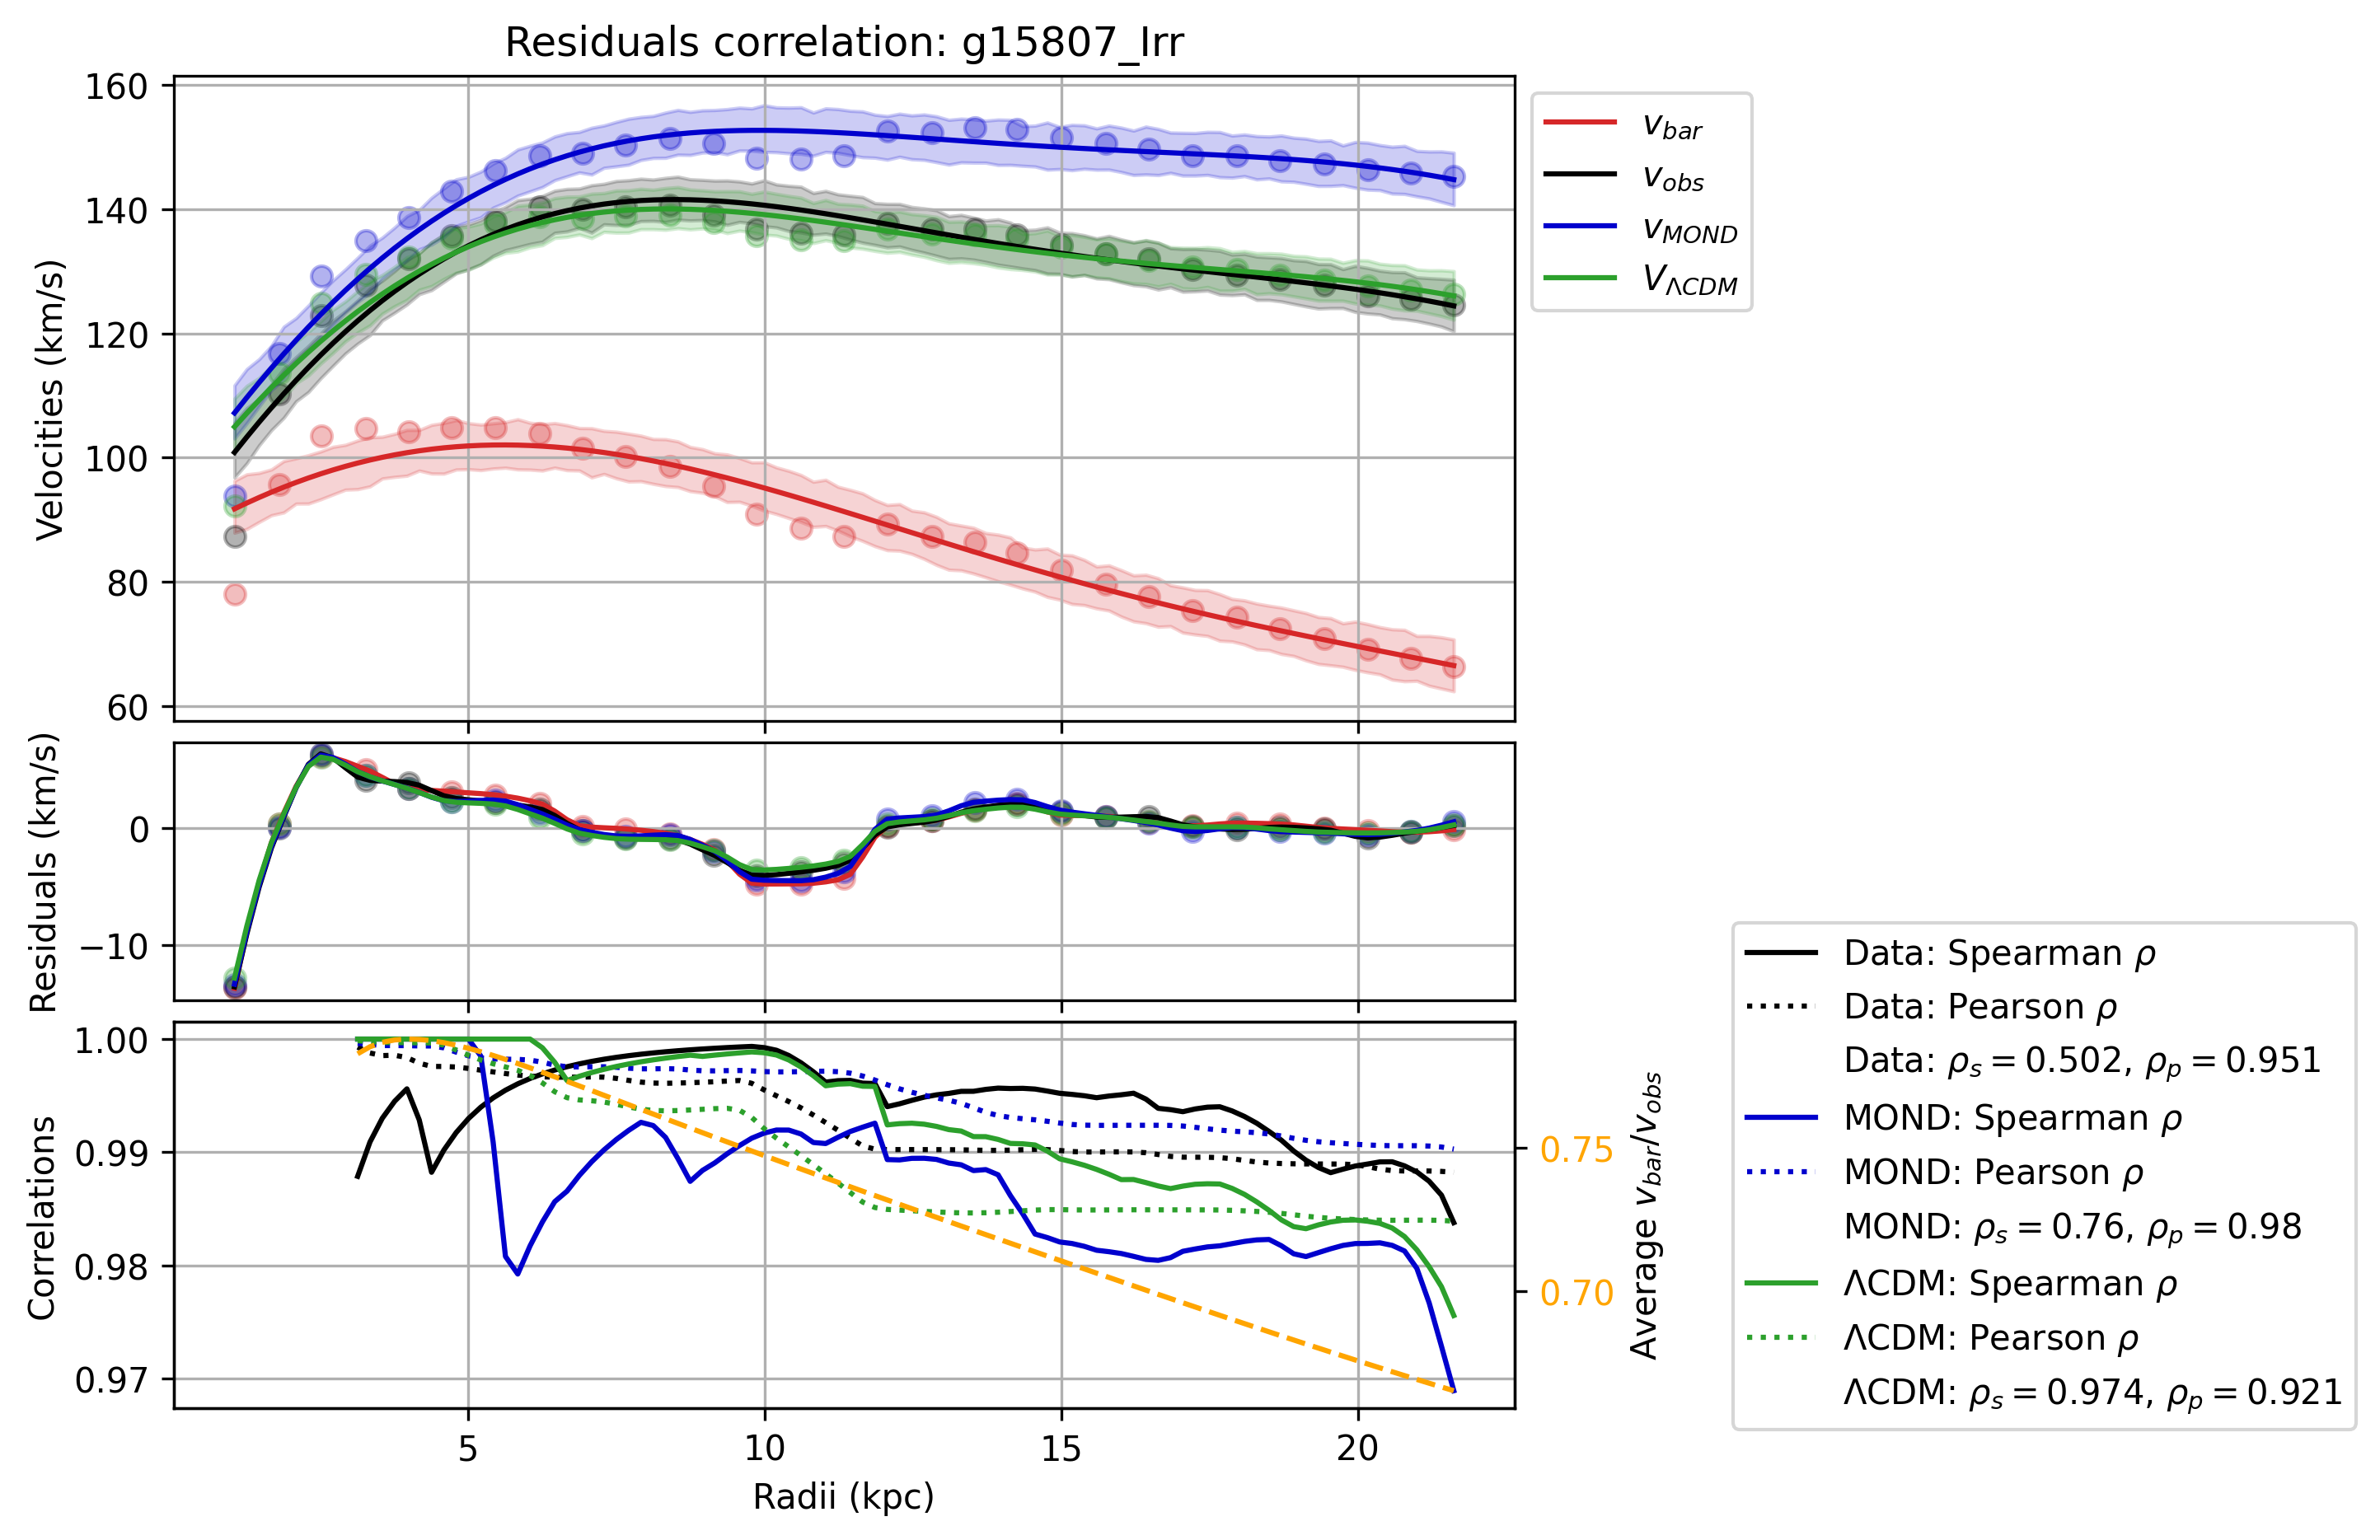 Residuals correlation: g15807_Irr
160
140
120
100
80
60
Velocities (km/s)
v_bar
v_obs
v_MOND
V_ΛCDM
0
−10
Residuals (km/s)
1.00
0.99
0.98
0.97
Correlations
0.75
0.70
Average v_bar/v_obs
5 10 15 20
Radii (kpc)
Data: Spearman ρ
Data: Pearson ρ
Data: ρ_s = 0.502, ρ_p = 0.951
MOND: Spearman ρ
MOND: Pearson ρ
MOND: ρ_s = 0.76, ρ_p = 0.98
ΛCDM: Spearman ρ
ΛCDM: Pearson ρ
ΛCDM: ρ_s = 0.974, ρ_p = 0.921